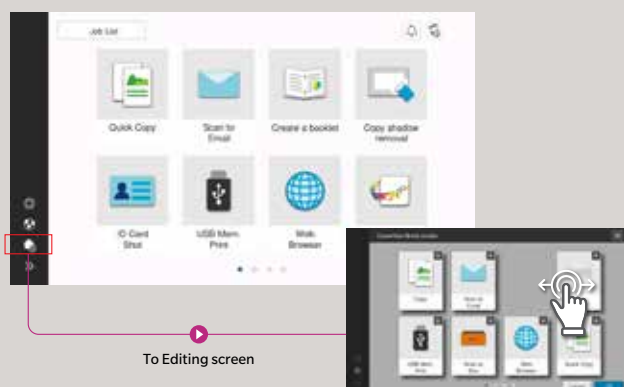 Job List
Quick Copy
Scan to
Email
Create a booklet
Copy shadow
removal
ID Card
Shot
USB Mem.
Print
Web
Browser
To Editing screen
Copy
Scan to
Email
USB Mem.
Print
Scan to
Box
Web
Browser
Quick Copy